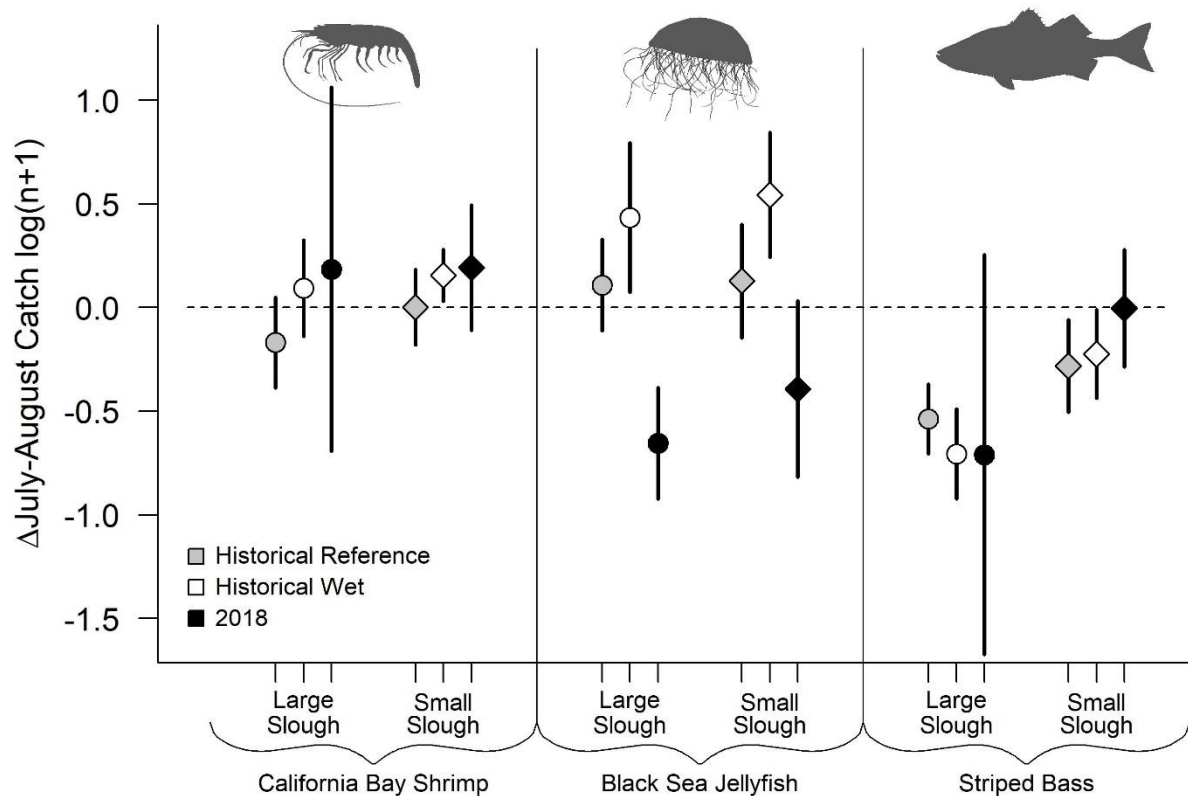 ΔJuly-August Catch log(n+1)
1.0
0.5
0.0
-0.5
-1.0
-1.5
Historical Reference
Historical Wet
2018
Large
Slough
Small
Slough
Large
Slough
Small
Slough
Large
Slough
Small
Slough
California Bay Shrimp
Black Sea Jellyfish
Striped Bass